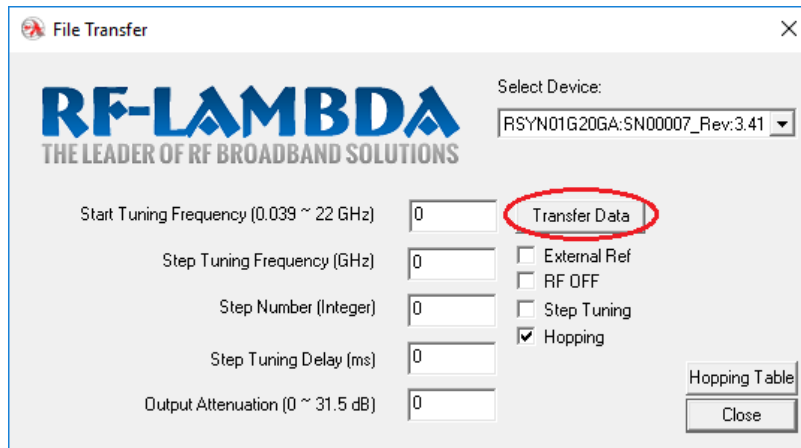 File Transfer
RF-LAMBDA
THE LEADER OF RF BROADBAND SOLUTIONS
Select Device:
RSYN01G20GA:SN00007_Rev:3.41
Start Tuning Frequency (0.039 ~ 22 GHz)
0
Transfer Data
Step Tuning Frequency (GHz)
0
External Ref
RF OFF
Step Number (Integer)
0
Step Tuning
Hopping
Step Tuning Delay (ms)
0
Hopping Table
Output Attenuation (0 ~ 31.5 dB)
0
Close